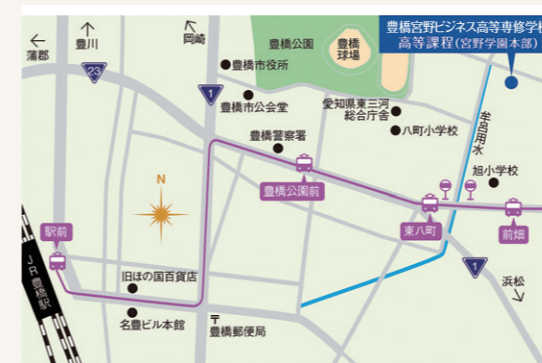 豊橋宮野ビジネス高等専修学校
高等課程(宮野学園本部)
←
蒲郡
↑
豊川
岡崎
豊橋公園
豊橋
球場
豊橋市役所
23
1
豊橋市公会堂
愛知県東三河
総合庁舎
八町小学校
牟呂用水
豊橋警察署
旭小学校
N
豊橋公園前
東八町
前畑
駅前
JR豊橋駅
旧ほの国百貨店
名豊ビル本館
〒
豊橋郵便局
1
浜松